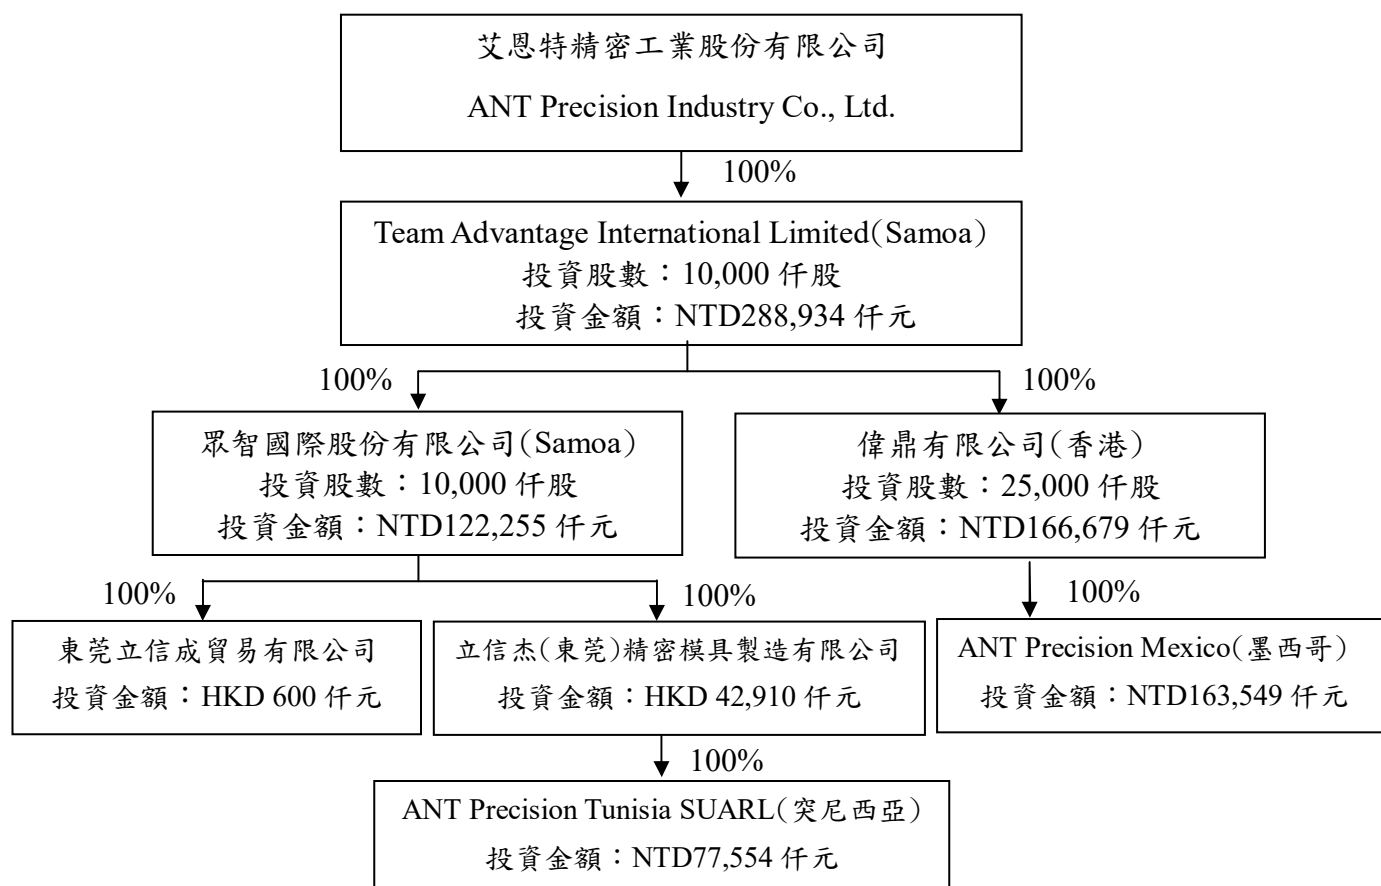 艾恩特精密工業股份有限公司
ANT Precision Industry Co., Ltd.
100%
Team Advantage International Limited(Samoa)
投資股數：10,000 仟股
投資金額：NTD288,934 仟元
100%
100%
眾智國際股份有限公司(Samoa)
投資股數：10,000 仟股
投資金額：NTD122,255 仟元
偉鼎有限公司(香港)
投資股數：25,000 仟股
投資金額：NTD166,679 仟元
100%
100%
100%
東莞立信成貿易有限公司
投資金額：HKD 600 仟元
立信杰(東莞)精密模具製造有限公司
投資金額：HKD 42,910 仟元
ANT Precision Mexico(墨西哥)
投資金額：NTD163,549 仟元
100%
ANT Precision Tunisia SUARL(突尼西亞)
投資金額：NTD77,554 仟元